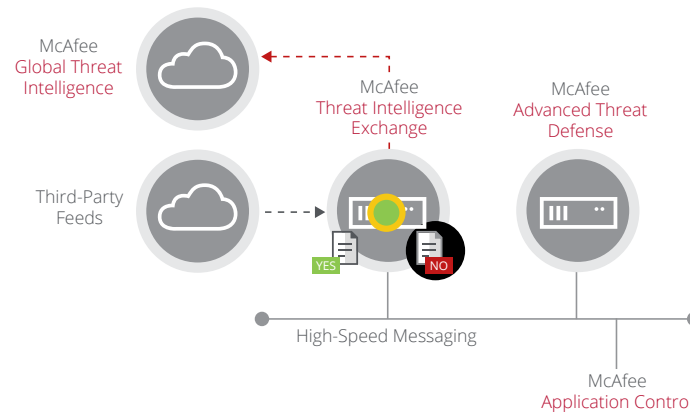 McAfee
Global Threat
Intelligence
McAfee
Threat Intelligence
Exchange
McAfee
Advanced Threat
Defense
Third-Party
Feeds
YES
NO
High-Speed Messaging
McAfee
Application Contro